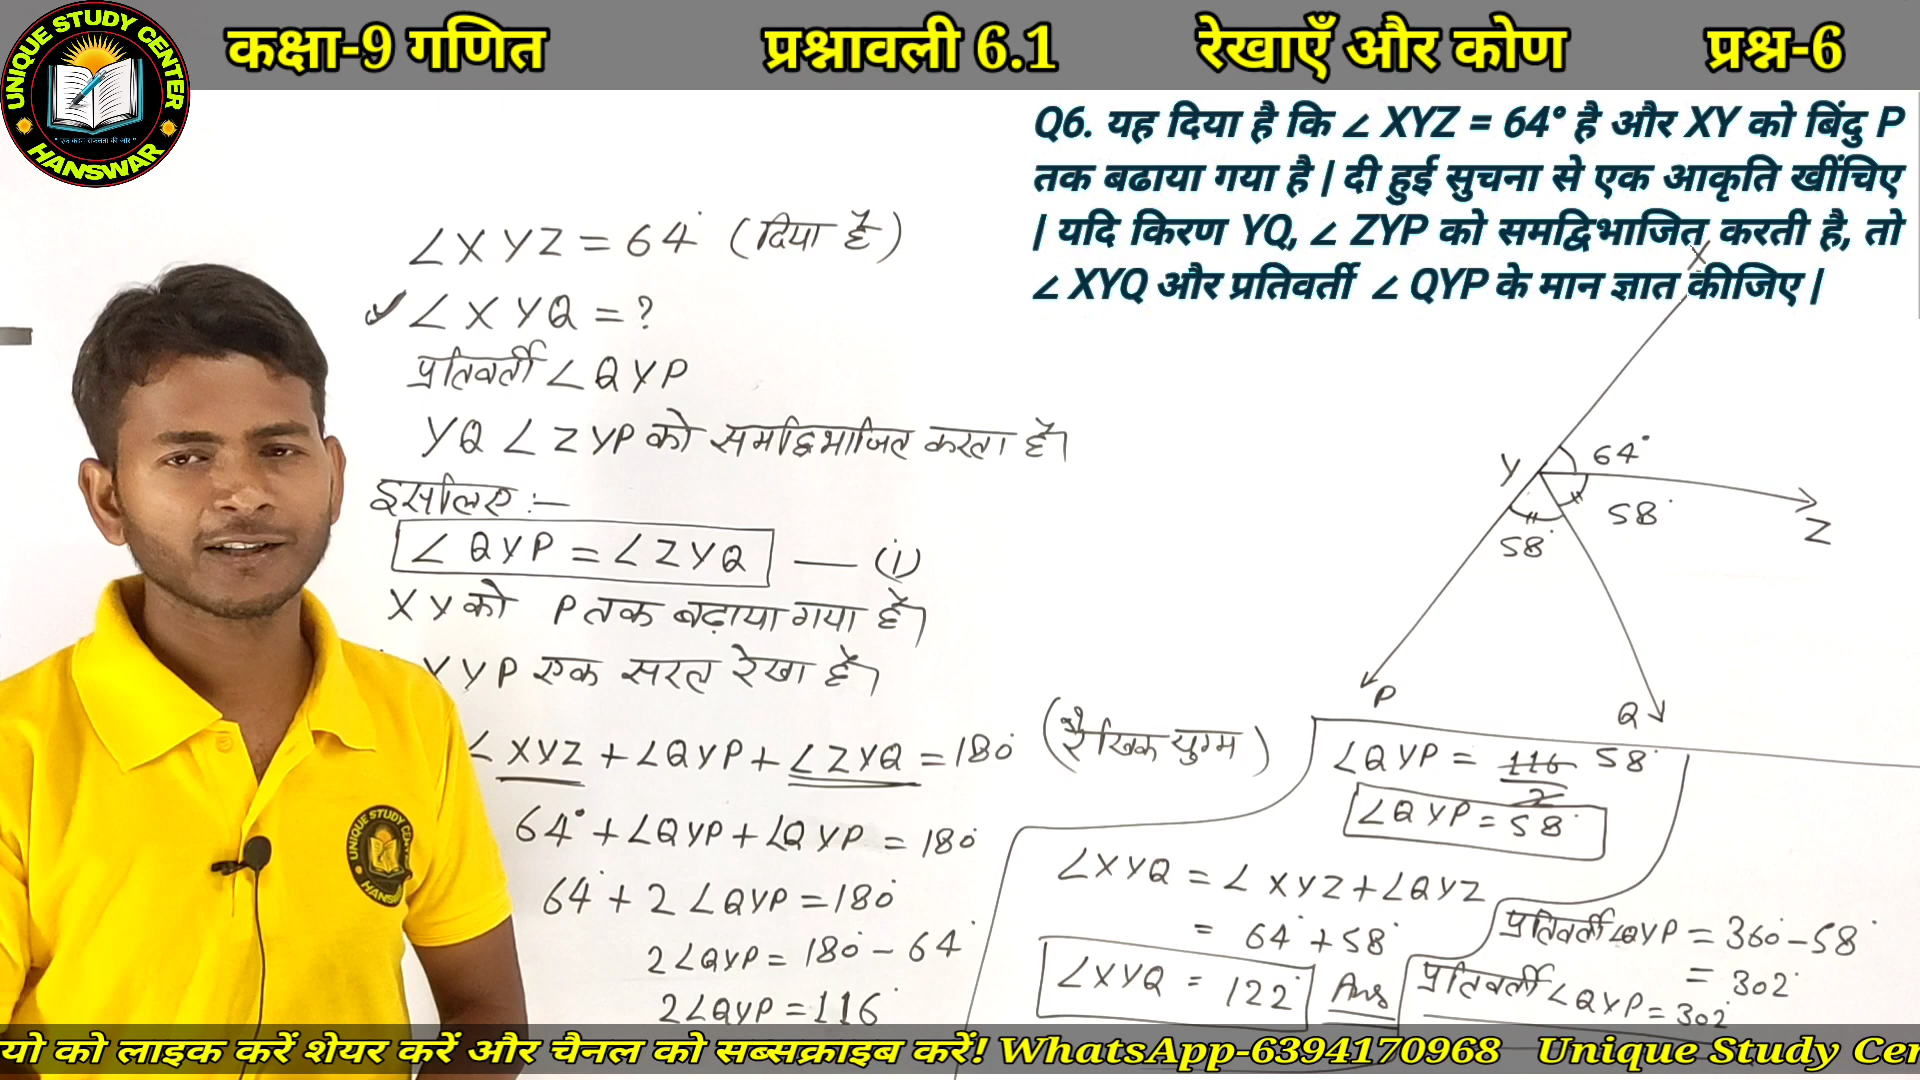 UNIQUE STUDY CENTER
HANSWAR
कक्षा-9 गणित
प्रश्नावली 6.1
रेखाएँ और कोण
प्रश्न-6
Q6. यह दिया है कि ∠ XYZ = 64° है और XY को बिंदु P
तक बढाया गया है | दी हुई सुचना से एक आकृति खींचिए
| यदि किरण YQ, ∠ ZYP को समद्विभाजित करती है, तो
∠ XYQ और प्रतिवर्ती ∠ QYP के मान ज्ञात कीजिए |
∠XYZ = 64° (दिया है)
∠XYQ = ?
प्रतिवर्ती ∠QYP
YQ ∠ZYP को समद्विभाजित करता है।
इसलिए :-
∠QYP = ∠ZYQ — (i)
XY को P तक बढ़ाया गया है।
YP एक सरल रेखा है।
∠XYZ + ∠QYP + ∠ZYQ = 180° (रैखिक युग्म)
64° + ∠QYP + ∠QYP = 180°
64° + 2 ∠QYP = 180°
2∠QYP = 180° - 64°
2∠QYP = 116°
X
Y
64°
58°
58°
Z
P
Q
∠QYP = 116/2 58°
∠QYP = 58°
∠XYQ = ∠XYZ + ∠QYZ
= 64° + 58°
∠XYQ = 122° Ans
प्रतिवर्ती ∠QYP = 360° - 58°
= 302°
प्रतिवर्ती ∠QYP = 302°
UNIQUE STUDY CEN
HANS
यो को लाइक करें शेयर करें और चैनल को सब्सक्राइब करें! WhatsApp-6394170968 Unique Study Cer